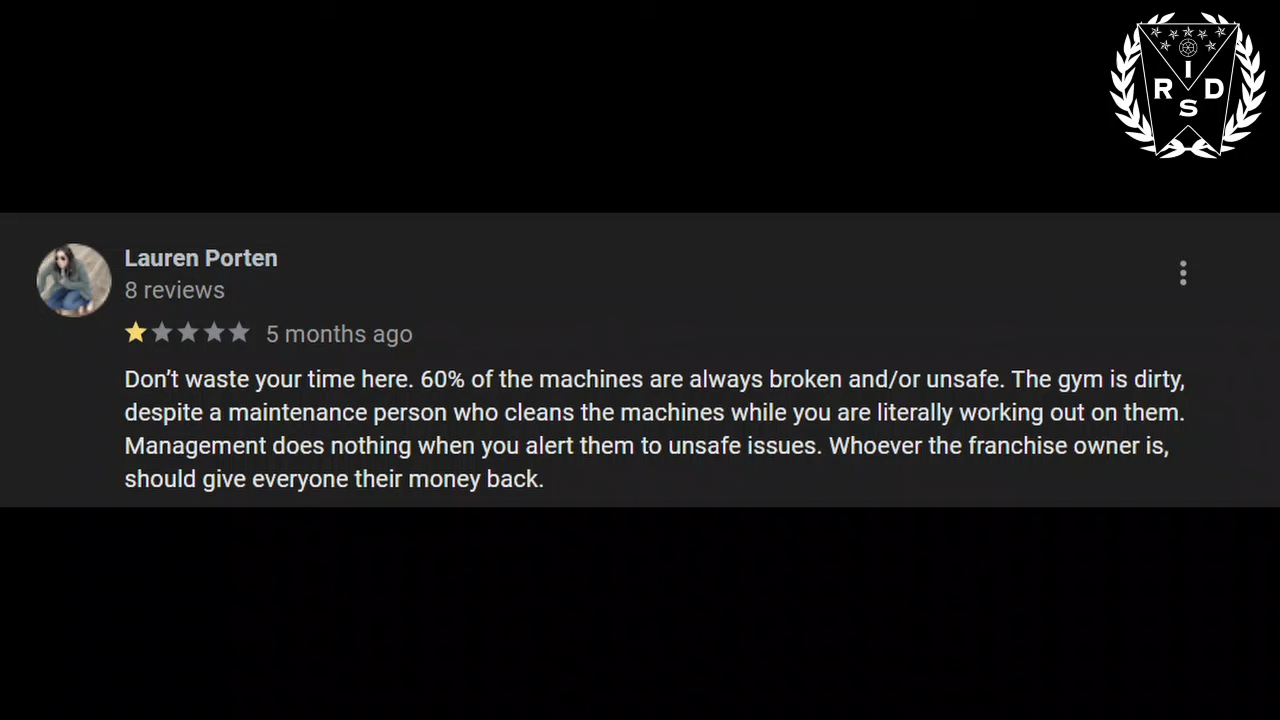 I
R D
S
Lauren Porten
8 reviews
5 months ago
Don’t waste your time here. 60% of the machines are always broken and/or unsafe. The gym is dirty,
despite a maintenance person who cleans the machines while you are literally working out on them.
Management does nothing when you alert them to unsafe issues. Whoever the franchise owner is,
should give everyone their money back.